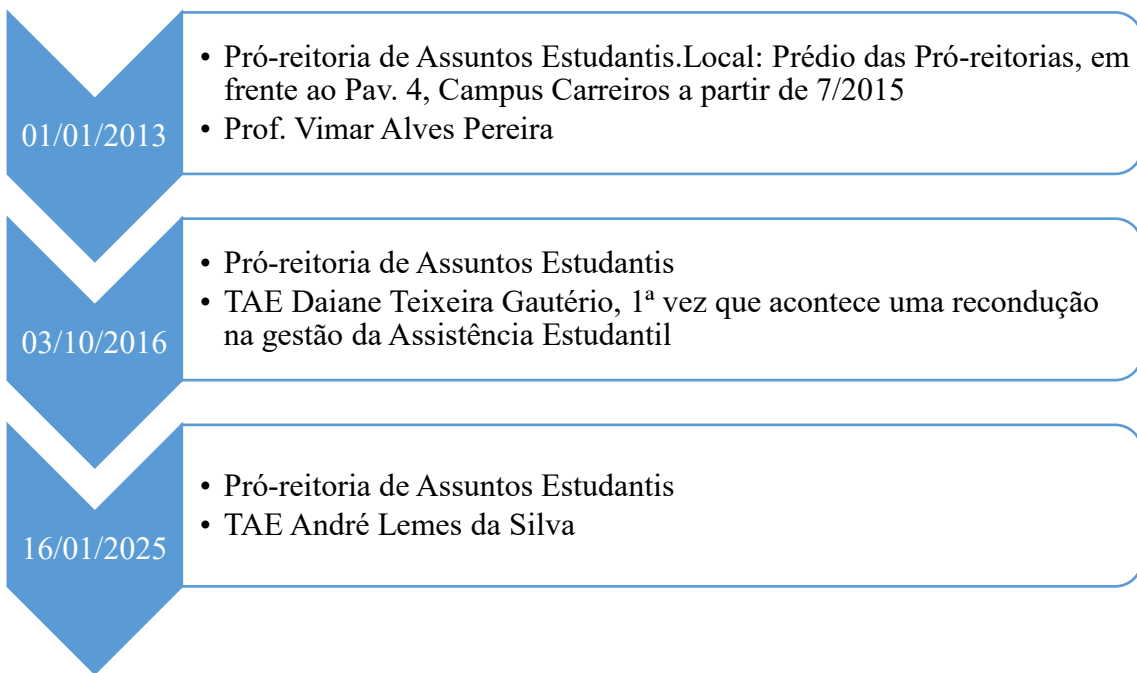 01/01/2013
• Pró-reitoria de Assuntos Estudantis.Local: Prédio das Pró-reitorias, em
frente ao Pav. 4, Campus Carreiros a partir de 7/2015
• Prof. Vimar Alves Pereira
03/10/2016
• Pró-reitoria de Assuntos Estudantis
• TAE Daiane Teixeira Gautério, 1ª vez que acontece uma recondução
na gestão da Assistência Estudantil
16/01/2025
• Pró-reitoria de Assuntos Estudantis
• TAE André Lemes da Silva